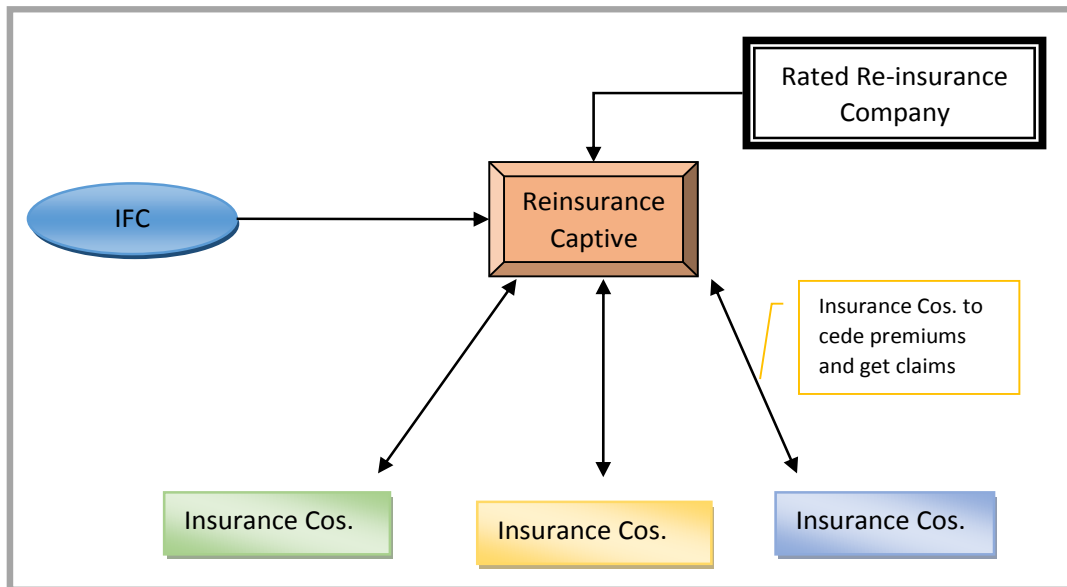 Rated Re-insurance
Company
IFC
Reinsurance
Captive
Insurance Cos. to
cede premiums
and get claims
Insurance Cos.
Insurance Cos.
Insurance Cos.